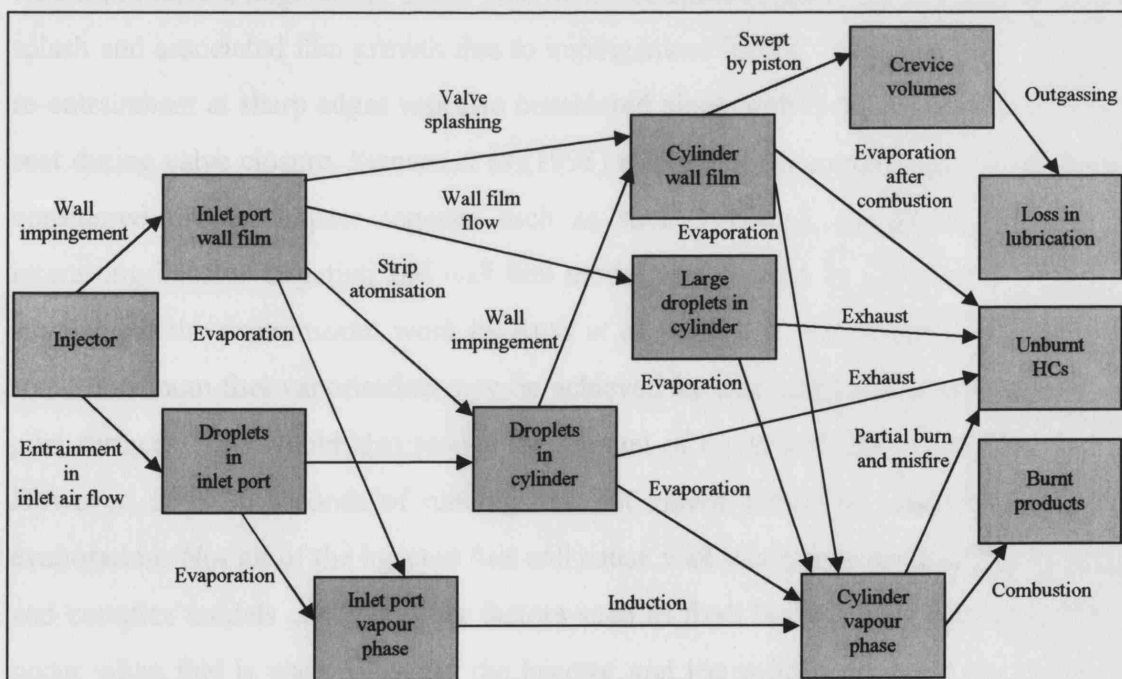 Swept
by piston
Crevice
volumes
Outgassing
Valve
splashing
Cylinder
wall film
Evaporation
after
combustion
Wall
impingement
Inlet port
wall film
Wall film
flow
Evaporation
Loss in
lubrication
Strip
atomisation
Large
droplets in
cylinder
Injector
Evaporation
Wall
impingement
Exhaust
Unburnt
HCs
Evaporation
Exhaust
Entrainment
in
inlet air flow
Droplets
in
inlet port
Droplets
in
cylinder
Partial burn
and misfire
Evaporation
Burnt
products
Evaporation
Inlet port
vapour
phase
Induction
Cylinder
vapour
phase
Combustion